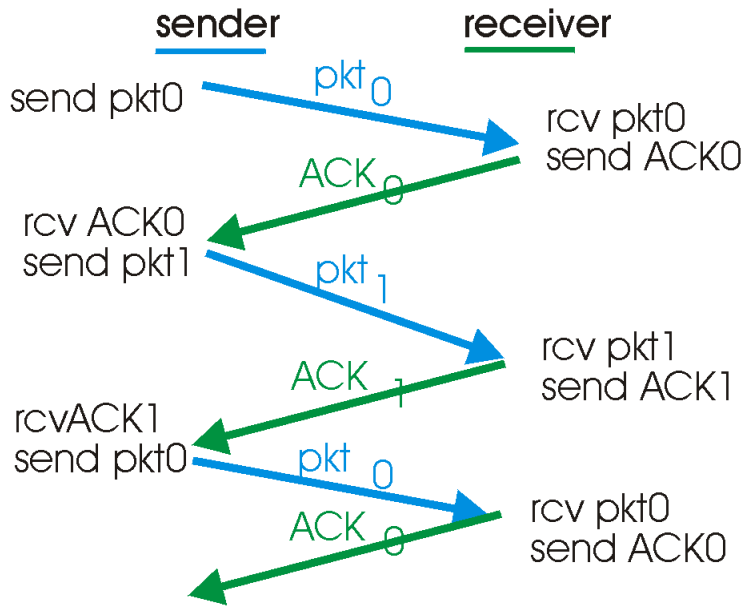 sender
receiver
send pkt0
pkt 0
rcv pkt0
send ACK0
ACK 0
rcv ACK0
send pkt1
pkt 1
rcv pkt1
send ACK1
ACK 1
rcvACK1
send pkt0
pkt 0
rcv pkt0
send ACK0
ACK 0